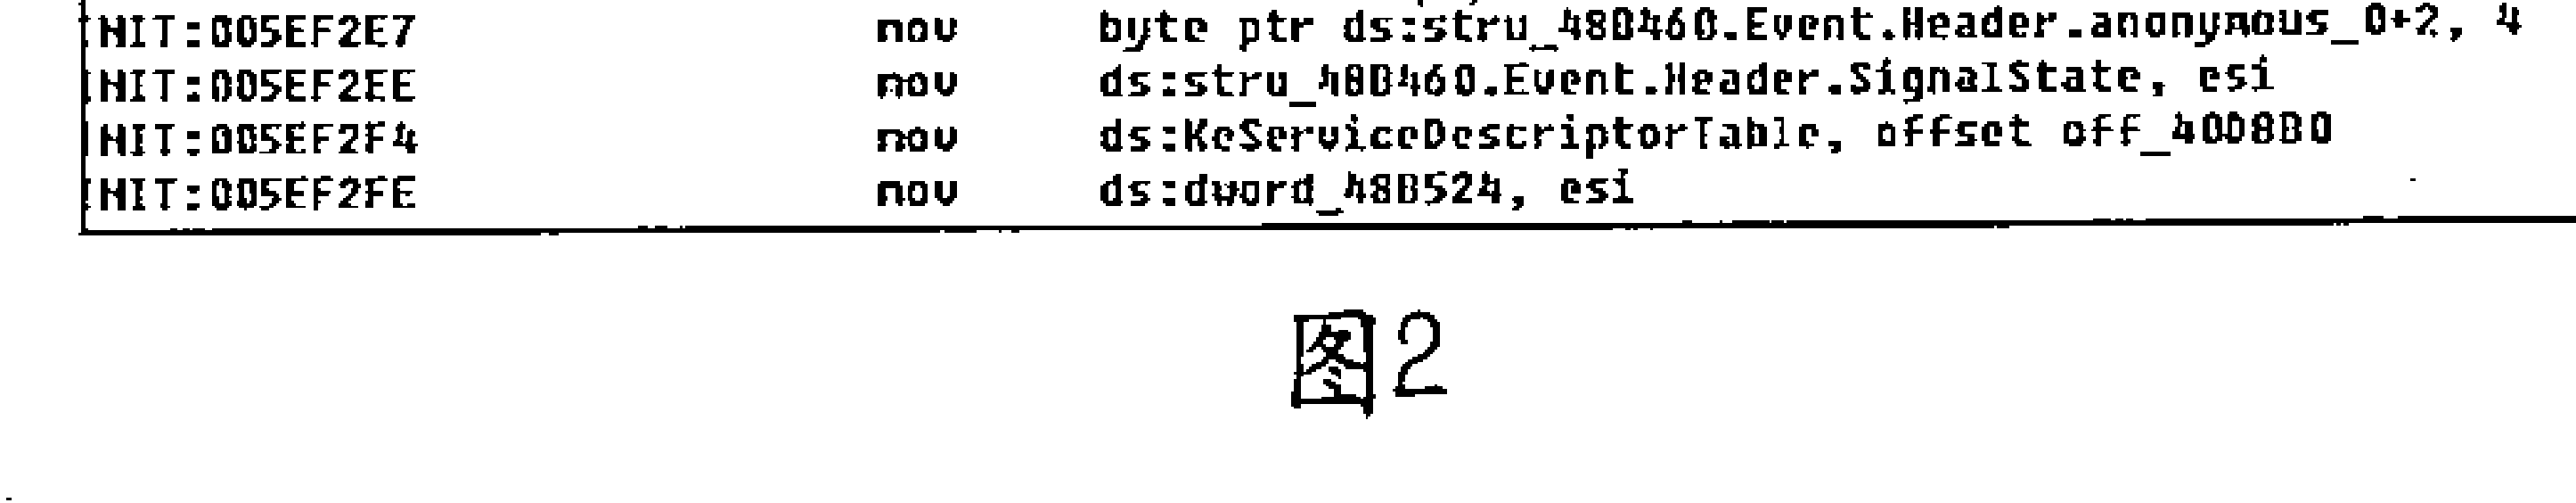 INIT:005EF2E7 mov byte ptr ds:stru_48B460.Event.Header.anonymous_0+2, 4
INIT:005EF2EE mov ds:stru_48B460.Event.Header.SignalState, esi
INIT:005EF2F4 mov ds:KeServiceDescriptorTable, offset off_40D8B0
INIT:005EF2FE mov ds:dword_48B524, esi
图2